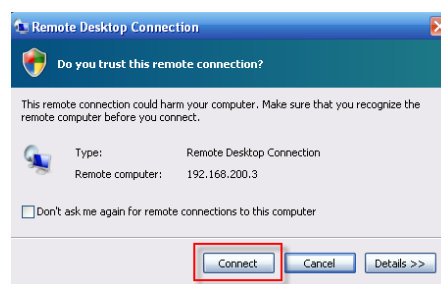 Remote Desktop Connection
Do you trust this remote connection?
This remote connection could harm your computer. Make sure that you recognize the
remote computer before you connect.
Type: Remote Desktop Connection
Remote computer: 192.168.200.3
Don't ask me again for remote connections to this computer
Connect Cancel Details >>